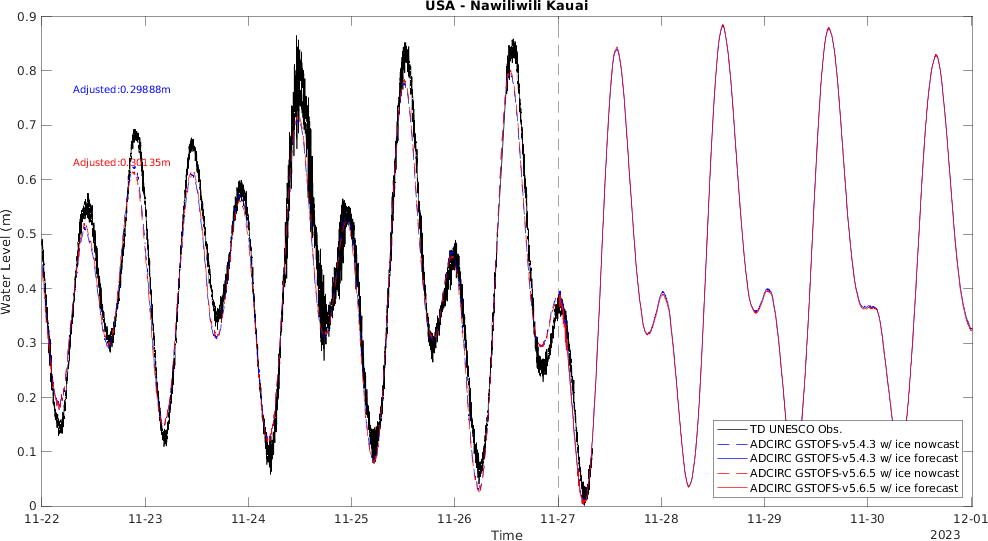 USA - Nawiliwili Kauai
0.9
0.8
0.7
0.6
0.5
0.4
0.3
0.2
0.1
0
Water Level (m)
Adjusted:0.29888m
Adjusted:0.30135m
TD UNESCO Obs.
ADCIRC GSTOFS-v5.4.3 w/ ice nowcast
ADCIRC GSTOFS-v5.4.3 w/ ice forecast
ADCIRC GSTOFS-v5.6.5 w/ ice nowcast
ADCIRC GSTOFS-v5.6.5 w/ ice forecast
11-22 11-23 11-24 11-25 11-26 11-27 11-28 11-29 11-30 12-01
Time
2023